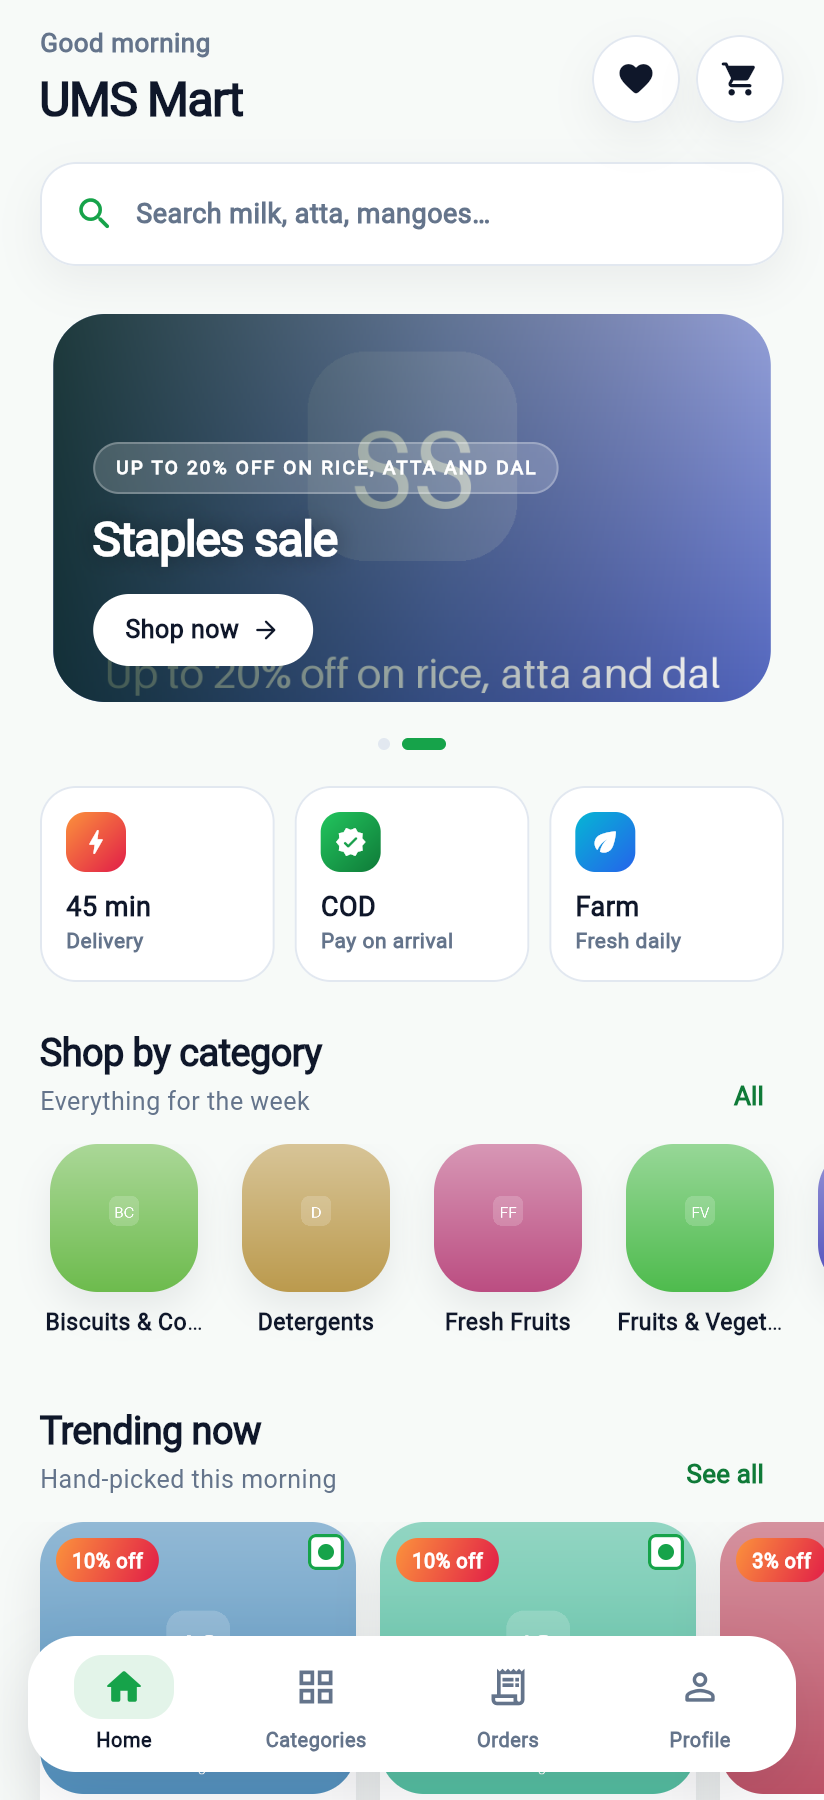 Good morning
UMS Mart
Search milk, atta, mangoes...
SS
UP TO 20% OFF ON RICE, ATTA AND DAL
Staples sale
Shop now
Up to 20% off on rice, atta and dal
45 min
Delivery
COD
Pay on arrival
Farm
Fresh daily
Shop by category
Everything for the week
All
BC
D
FF
FV
Biscuits & Co...
Detergents
Fresh Fruits
Fruits & Veget...
Trending now
Hand-picked this morning
See all
10% off
10% off
3% off
Home
Categories
Orders
Profile